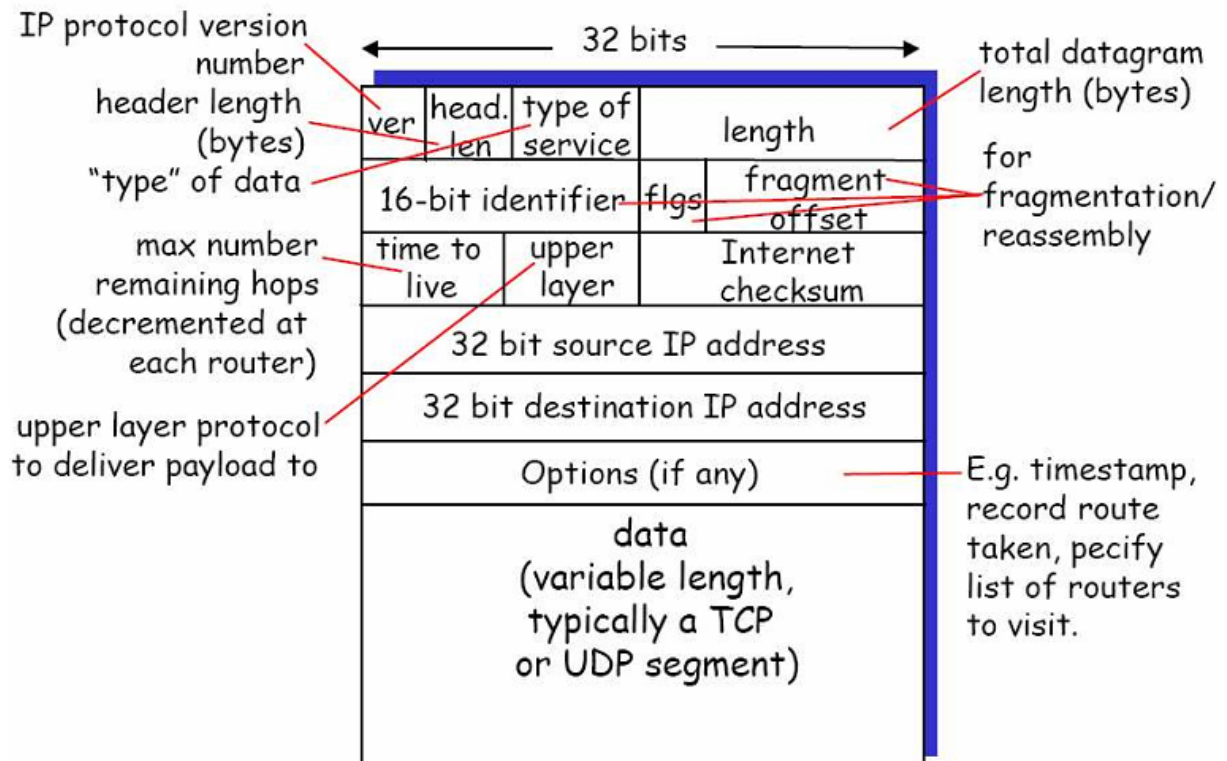 IP protocol version
number
header length
(bytes)
"type" of data
max number
remaining hops
(decremented at
each router)
upper layer protocol
to deliver payload to
32 bits
ver
head.
len
type of
service
length
16-bit identifier
flgs
fragment
offset
time to
live
upper
layer
Internet
checksum
32 bit source IP address
32 bit destination IP address
Options (if any)
data
(variable length,
typically a TCP
or UDP segment)
total datagram
length (bytes)
for
fragmentation/
reassembly
E.g. timestamp,
record route
taken, pecify
list of routers
to visit.